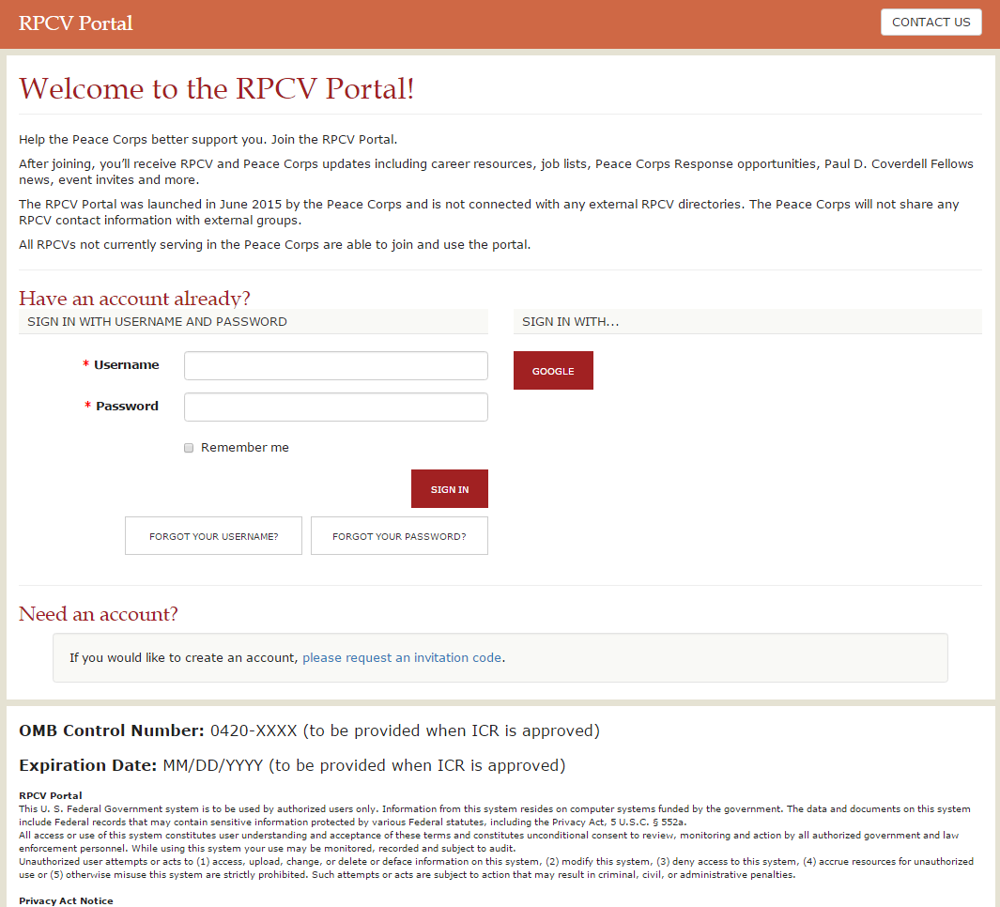 RPCV Portal
CONTACT US
Welcome to the RPCV Portal!
Help the Peace Corps better support you. Join the RPCV Portal.
After joining, you’ll receive RPCV and Peace Corps updates including career resources, job lists, Peace Corps Response opportunities, Paul D. Coverdell Fellows
news, event invites and more.
The RPCV Portal was launched in June 2015 by the Peace Corps and is not connected with any external RPCV directories. The Peace Corps will not share any
RPCV contact information with external groups.
All RPCVs not currently serving in the Peace Corps are able to join and use the portal.
Have an account already?
SIGN IN WITH USERNAME AND PASSWORD
* Username
* Password
Remember me
SIGN IN
FORGOT YOUR USERNAME?
FORGOT YOUR PASSWORD?
SIGN IN WITH...
GOOGLE
Need an account?
If you would like to create an account, please request an invitation code.
OMB Control Number: 0420-XXXX (to be provided when ICR is approved)
Expiration Date: MM/DD/YYYY (to be provided when ICR is approved)
RPCV Portal
This U. S. Federal Government system is to be used by authorized users only. Information from this system resides on computer systems funded by the government. The data and documents on this system
include Federal records that may contain sensitive information protected by various Federal statutes, including the Privacy Act, 5 U.S.C. § 552a.
All access or use of this system constitutes user understanding and acceptance of these terms and constitutes unconditional consent to review, monitoring and action by all authorized government and law
enforcement personnel. While using this system your use may be monitored, recorded and subject to audit.
Unauthorized user attempts or acts to (1) access, upload, change, or delete or deface information on this system, (2) modify this system, (3) deny access to this system, (4) accrue resources for unauthorized
use or (5) otherwise misuse this system are strictly prohibited. Such attempts or acts are subject to action that may result in criminal, civil, or administrative penalties.
Privacy Act Notice